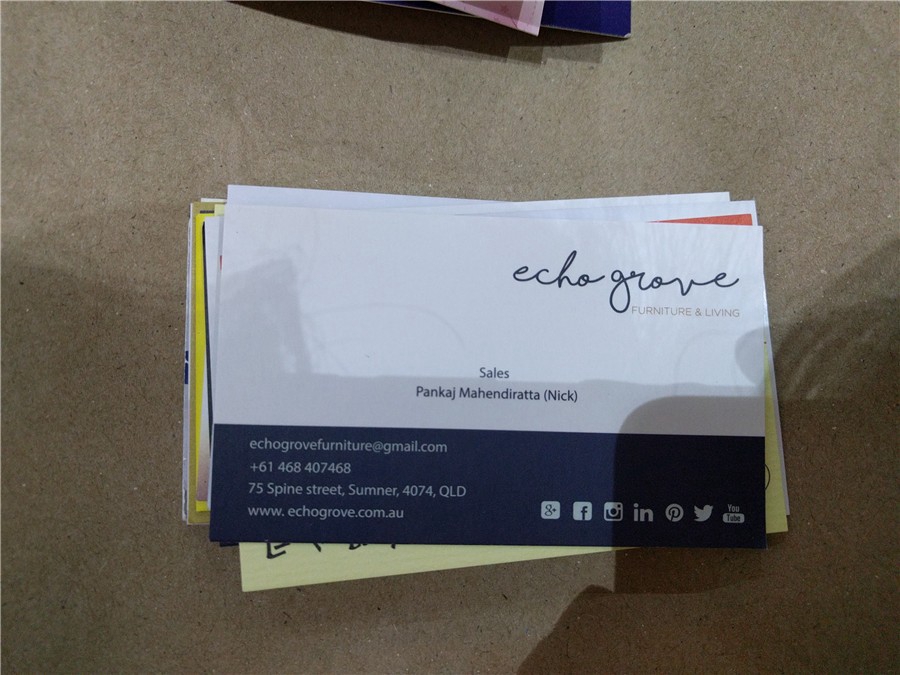 echo grove
FURNITURE & LIVING
Sales
Pankaj Mahendiratta (Nick)
echogrovefurniture@gmail.com
+61 468 407468
75 Spine street, Sumner, 4074, QLD
www. echogrove.com.au
g+ f in You
Tube